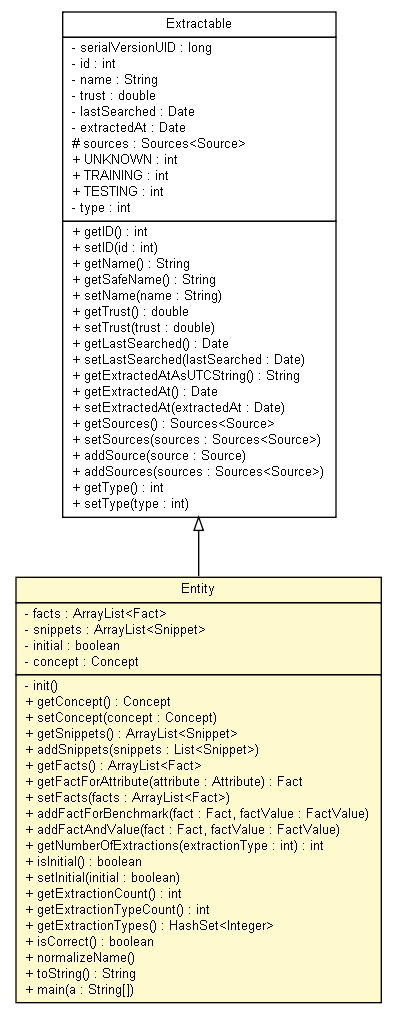 Extractable
- serialVersionUID : long
- id : int
- name : String
- trust : double
- lastSearched : Date
- extractedAt : Date
# sources : Sources<Source>
+ UNKNOWN : int
+ TRAINING : int
+ TESTING : int
- type : int
+ getID() : int
+ setID(id : int)
+ getName() : String
+ getSafeName() : String
+ setName(name : String)
+ getTrust() : double
+ setTrust(trust : double)
+ getLastSearched() : Date
+ setLastSearched(lastSearched : Date)
+ getExtractedAtAsUTCString() : String
+ getExtractedAt() : Date
+ setExtractedAt(extractedAt : Date)
+ getSources() : Sources<Source>
+ setSources(sources : Sources<Source>)
+ addSource(source : Source)
+ addSources(sources : Sources<Source>)
+ getType() : int
+ setType(type : int)
Entity
- facts : ArrayList<Fact>
- snippets : ArrayList<Snippet>
- initial : boolean
- concept : Concept
- init()
+ getConcept() : Concept
+ setConcept(concept : Concept)
+ getSnippets() : ArrayList<Snippet>
+ addSnippets(snippets : List<Snippet>)
+ getFacts() : ArrayList<Fact>
+ getFactForAttribute(attribute : Attribute) : Fact
+ setFacts(facts : ArrayList<Fact>)
+ addFactForBenchmark(fact : Fact, factValue : FactValue)
+ addFactAndValue(fact : Fact, factValue : FactValue)
+ getNumberOfExtractions(extractionType : int) : int
+ isInitial() : boolean
+ setInitial(initial : boolean)
+ getExtractionCount() : int
+ getExtractionTypeCount() : int
+ getExtractionTypes() : HashSet<Integer>
+ isCorrect() : boolean
+ normalizeName()
+ toString() : String
+ main(a : String[])